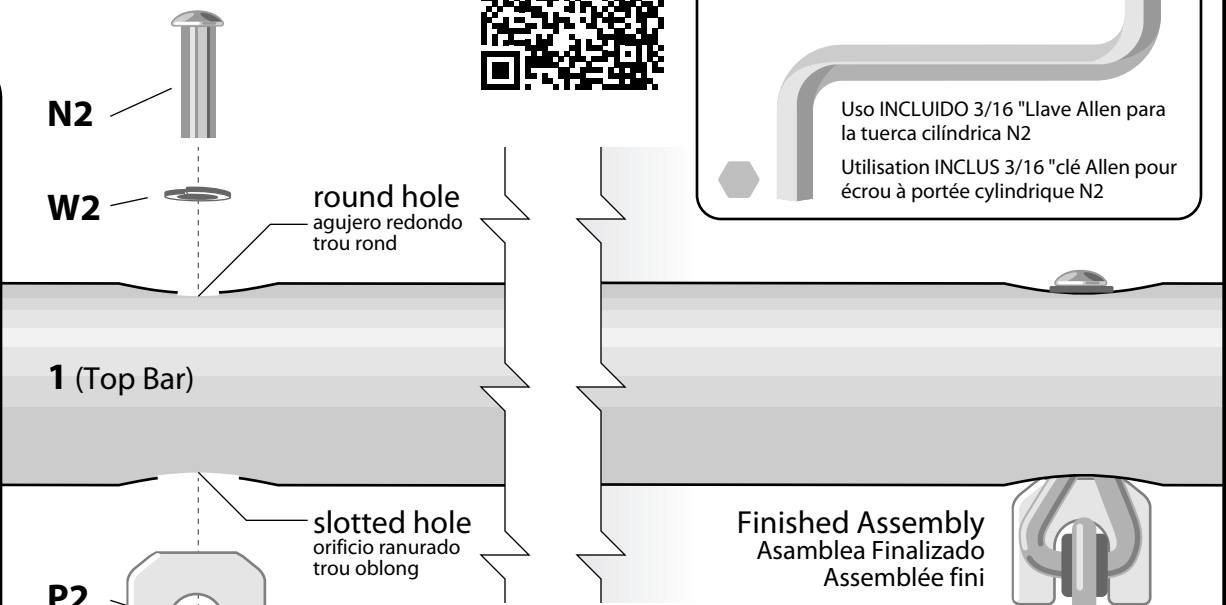 N2
W2
round hole
agujero redondo
trou rond
1 (Top Bar)
slotted hole
orificio ranurado
trou oblong
P2
Uso INCLUIDO 3/16 "Llave Allen para
la tuerca cilíndrica N2
Utilisation INCLUS 3/16 "clé Allen pour
écrou à portée cylindrique N2
Finished Assembly
Asamblea Finalizado
Assemblée fini